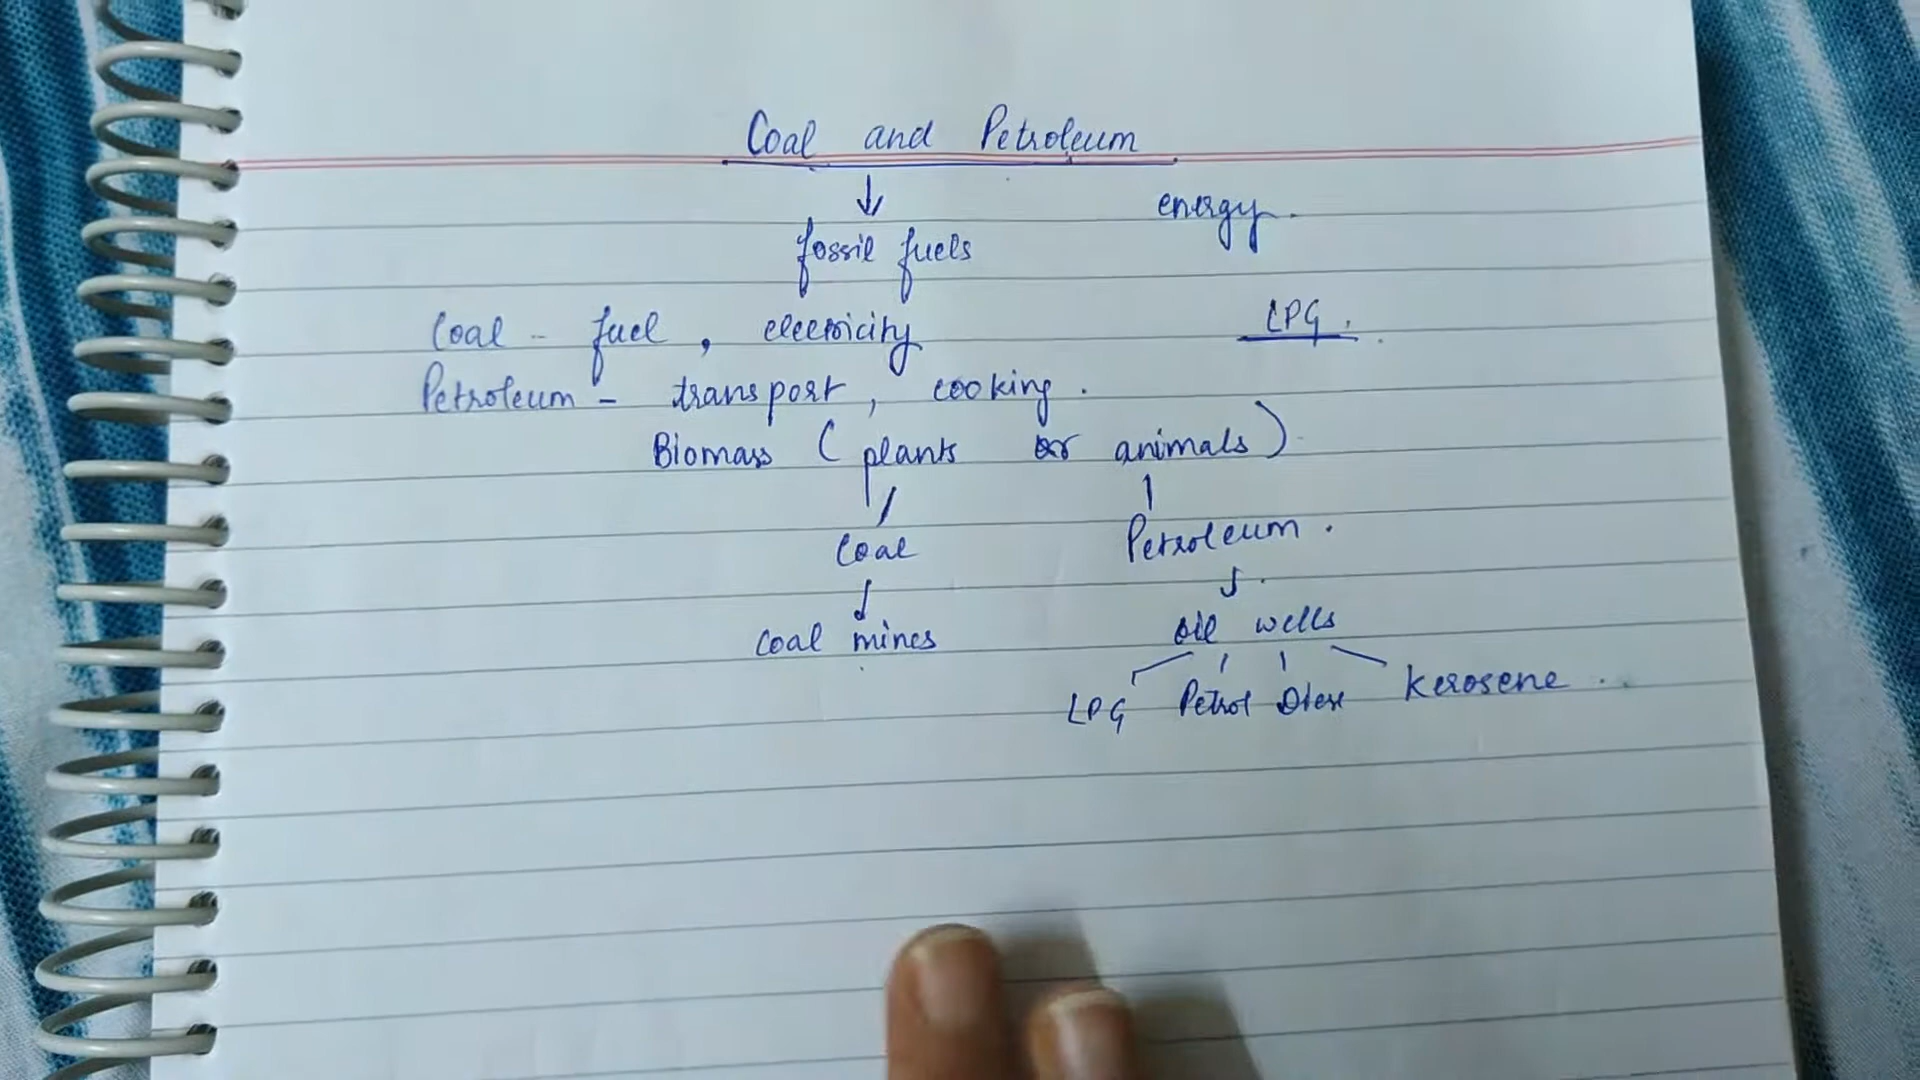 Coal and Petroleum
energy.
fossil fuels
LPG.
Coal - fuel, electricity
Petroleum - transport, cooking.
Biomass (plants or animals)
Coal Petroleum.
Coal mines oil wells
LPG Petrol Diesel Kerosene..